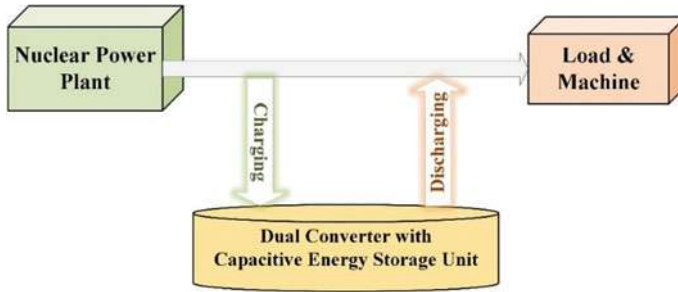 Nuclear Power
Plant
Load &
Machine
Charging
Discharging
Dual Converter with
Capacitive Energy Storage Unit